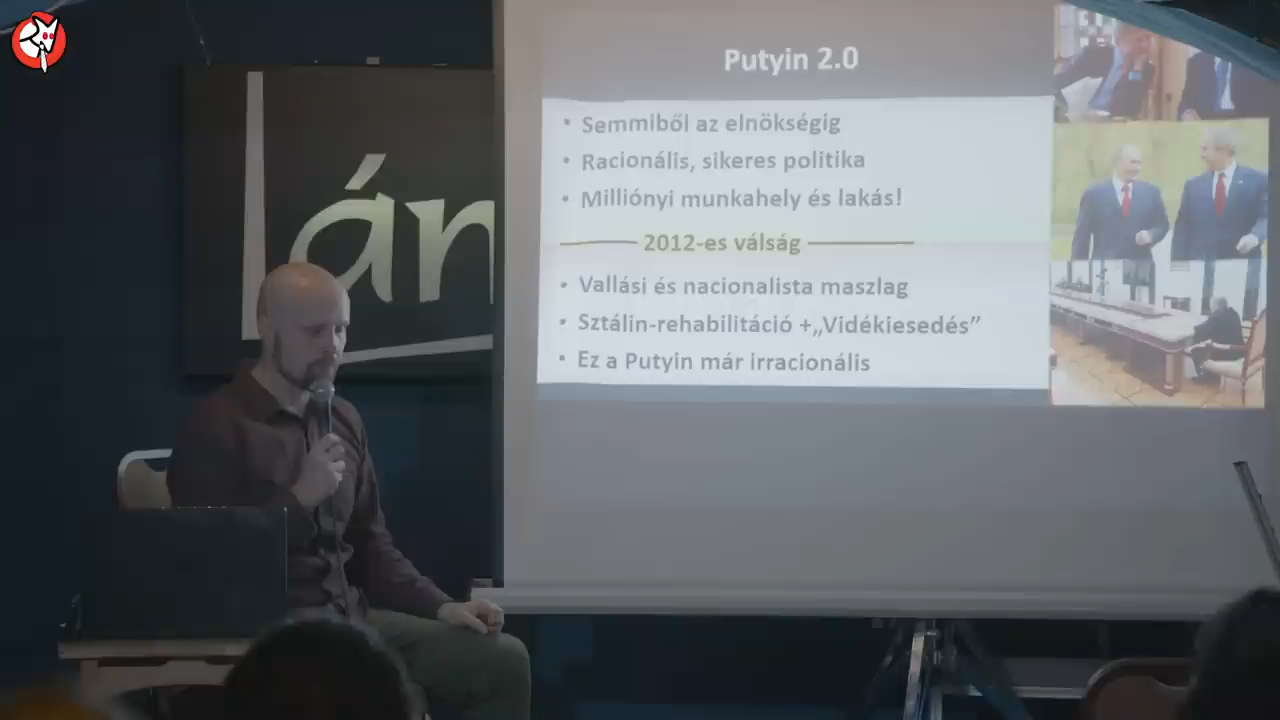 Putyin 2.0
• Semmiből az elnökségig
• Racionális, sikeres politika
• Milliónyi munkahely és lakás!
2012-es válság
• Vallási és nacionalista maszlag
• Sztálin-rehabilitáció +„Vidékiesedés”
• Ez a Putyin már irracionális
án